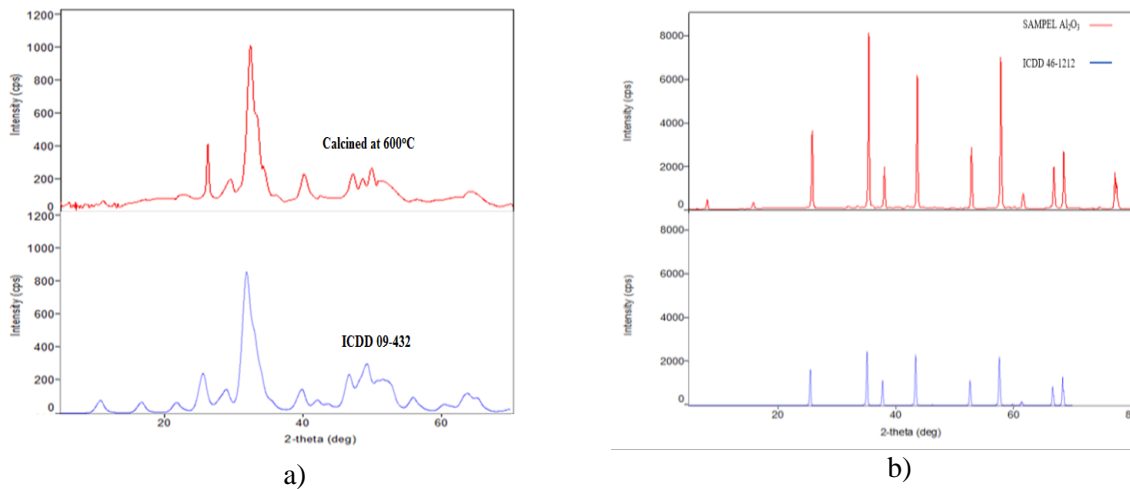 1200
1000
800
600
400
200
0
Intensity (cps)
Calcined at 600°C
1200
1000
800
600
400
200
0
Intensity (cps)
ICDD 09-432
20
40
60
2-theta (deg)
a)
8000
6000
4000
2000
0
Intensity (cps)
SAMPEL Al₂O₃
ICDD 46-1212
8000
6000
4000
2000
0
Intensity (cps)
20
40
60
8
2-theta (deg)
b)